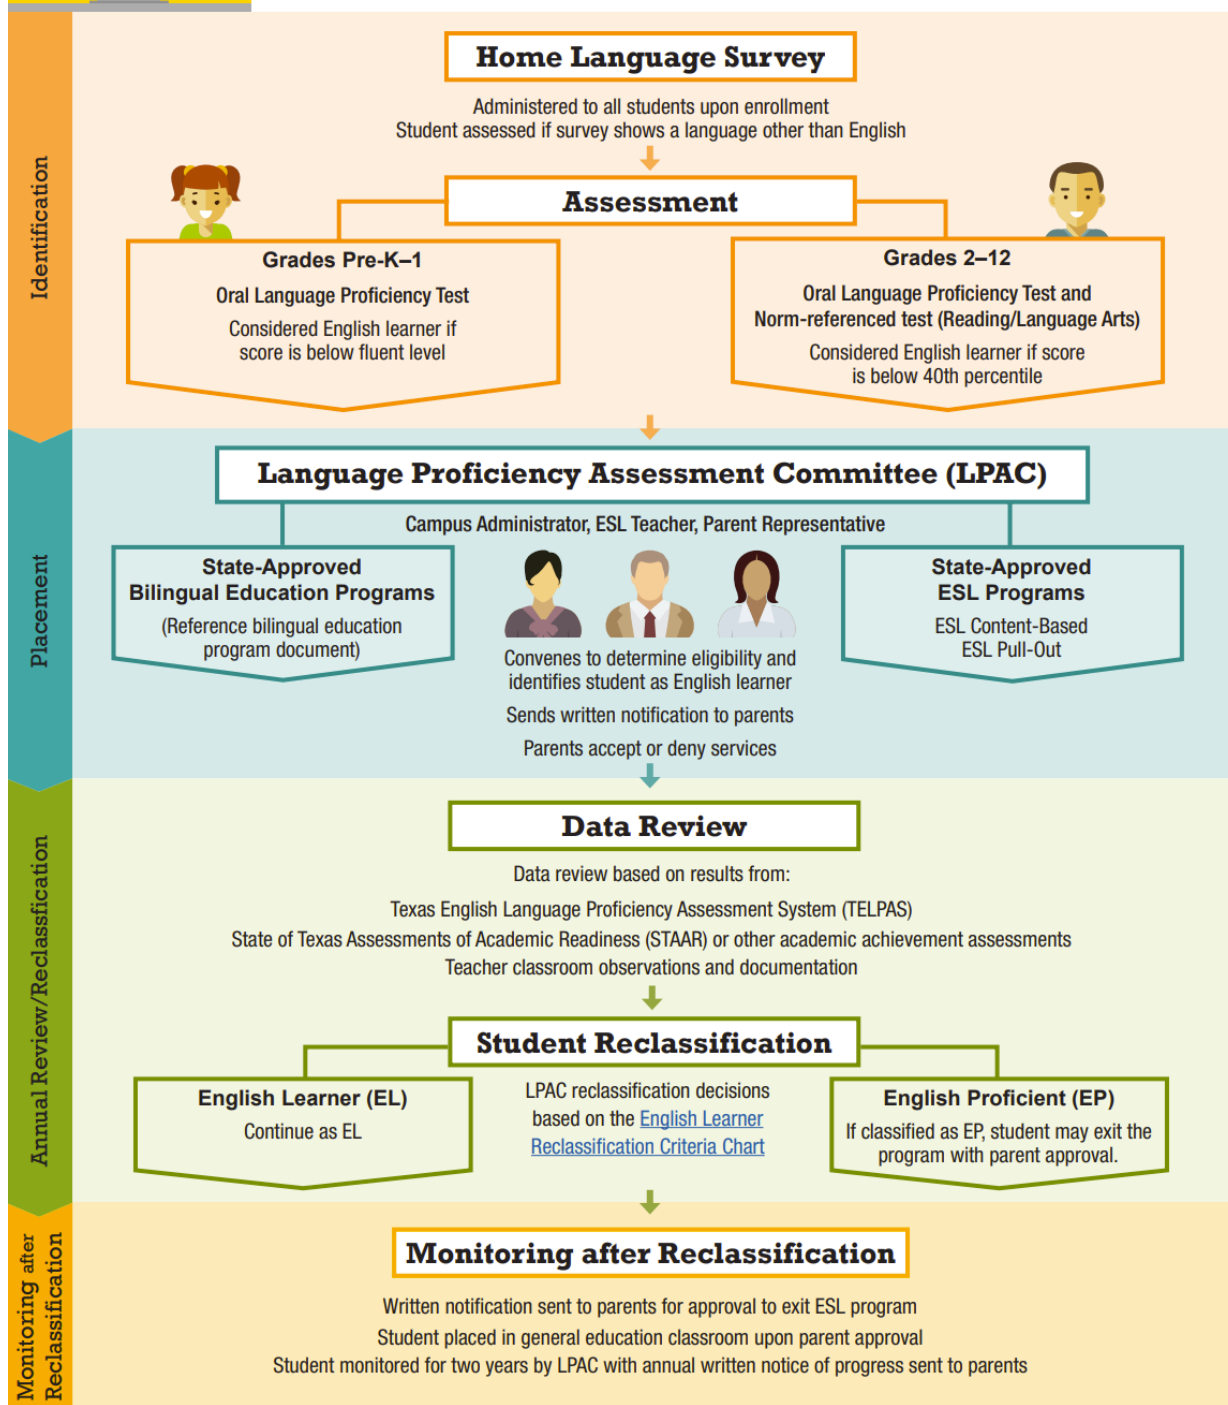 Identification
Home Language Survey
Administered to all students upon enrollment
Student assessed if survey shows a language other than English
Assessment
Grades Pre-K–1
Oral Language Proficiency Test
Considered English learner if
score is below fluent level
Grades 2–12
Oral Language Proficiency Test and
Norm-referenced test (Reading/Language Arts)
Considered English learner if score
is below 40th percentile
Placement
Language Proficiency Assessment Committee (LPAC)
Campus Administrator, ESL Teacher, Parent Representative
State-Approved
Bilingual Education Programs
(Reference bilingual education
program document)
Convenes to determine eligibility and
identifies student as English learner
Sends written notification to parents
Parents accept or deny services
State-Approved
ESL Programs
ESL Content-Based
ESL Pull-Out
Annual Review/Reclassfication
Data Review
Data review based on results from:
Texas English Language Proficiency Assessment System (TELPAS)
State of Texas Assessments of Academic Readiness (STAAR) or other academic achievement assessments
Teacher classroom observations and documentation
Student Reclassification
English Learner (EL)
Continue as EL
LPAC reclassification decisions
based on the English Learner
Reclassification Criteria Chart
English Proficient (EP)
If classified as EP, student may exit the
program with parent approval.
Monitoring after
Reclassification
Monitoring after Reclassification
Written notification sent to parents for approval to exit ESL program
Student placed in general education classroom upon parent approval
Student monitored for two years by LPAC with annual written notice of progress sent to parents